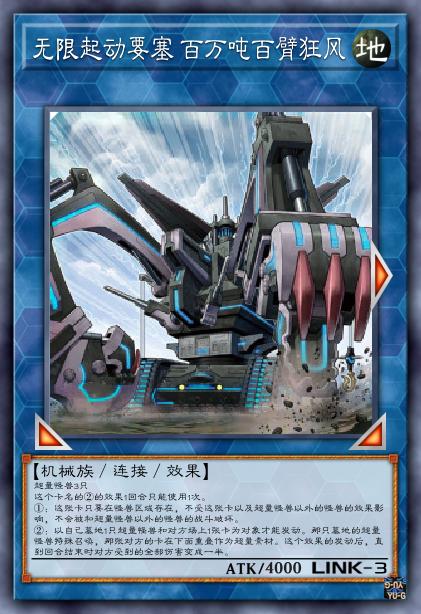 无限起动要塞 百万吨百臂狂风 地
【机械族／连接／效果】
超量怪兽3只
这个卡名的②的效果1回合只能使用1次。
①：这张卡只要在怪兽区域存在，不受这张卡以及超量怪兽以外的怪兽的效果影
响，不会被和超量怪兽以外的怪兽的战斗破坏。
②：以自己墓地1只超量怪兽和对方场上1张卡为对象才能发动。那只墓地的超量
怪兽特殊召唤，那张对方的卡在下面重叠作为超量素材。这个效果的发动后，直
到回合结束时对方受到的全部伤害变成一半。
ATK/4000 LINK-3